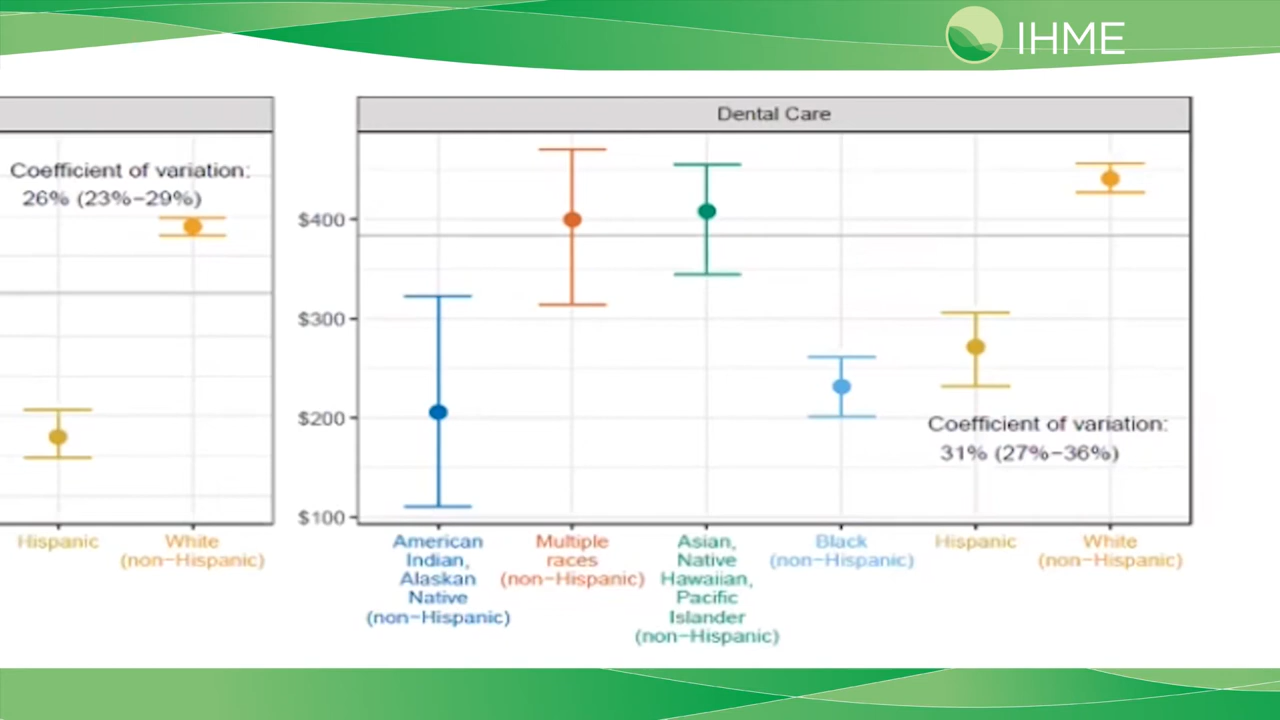 IHME
Coefficient of variation:
26% (23%−29%)
Hispanic
White
(non−Hispanic)
Dental Care
$400
$300
$200
$100
Coefficient of variation:
31% (27%−36%)
American
Indian,
Alaskan
Native
(non−Hispanic)
Multiple
races
(non−Hispanic)
Asian,
Native
Hawaiian,
Pacific
Islander
(non−Hispanic)
Black
(non−Hispanic)
Hispanic
White
(non−Hispanic)